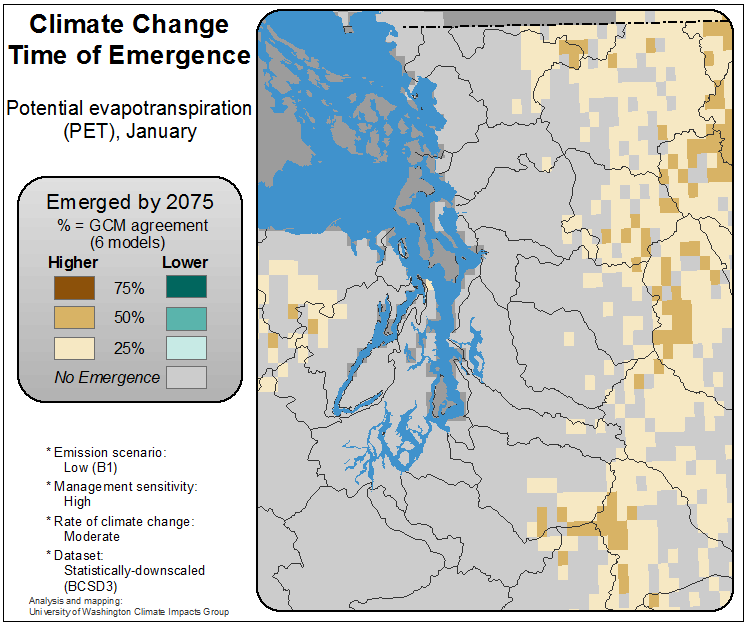 Climate Change
Time of Emergence
Potential evapotranspiration
(PET), January
Emerged by 2075
% = GCM agreement
(6 models)
Higher Lower
75%
50%
25%
No Emergence
* Emission scenario:
Low (B1)
* Management sensitivity:
High
* Rate of climate change:
Moderate
* Dataset:
Statistically-downscaled
(BCSD3)
Analysis and mapping:
University of Washington Climate Impacts Group